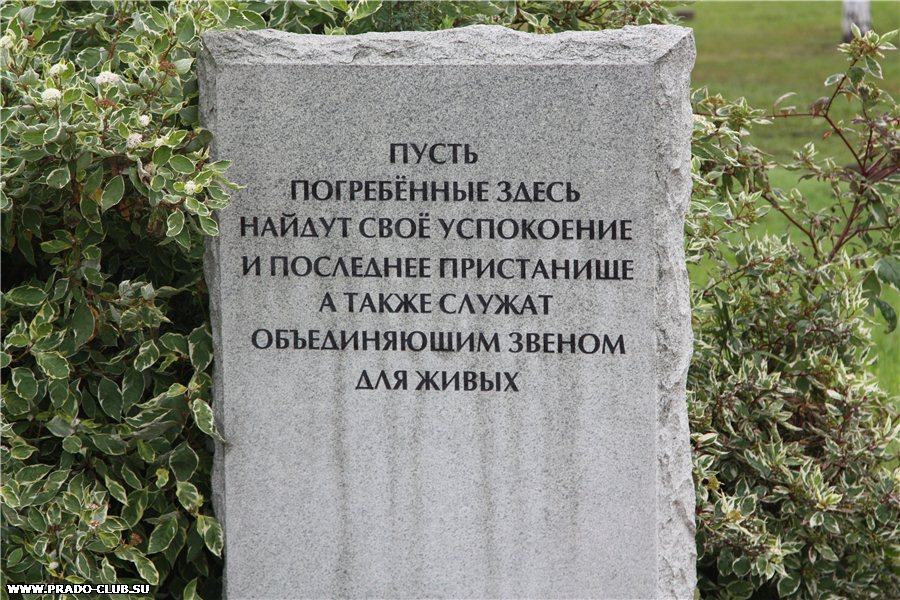 ПУСТЬ
ПОГРЕБЁННЫЕ ЗДЕСЬ
НАЙДУТ СВОЁ УСПОКОЕНИЕ
И ПОСЛЕДНЕЕ ПРИСТАНИЩЕ
А ТАКЖЕ СЛУЖАТ
ОБЪЕДИНЯЮЩИМ ЗВЕНОМ
ДЛЯ ЖИВЫХ
WWW.PRADO-CLUB.SU